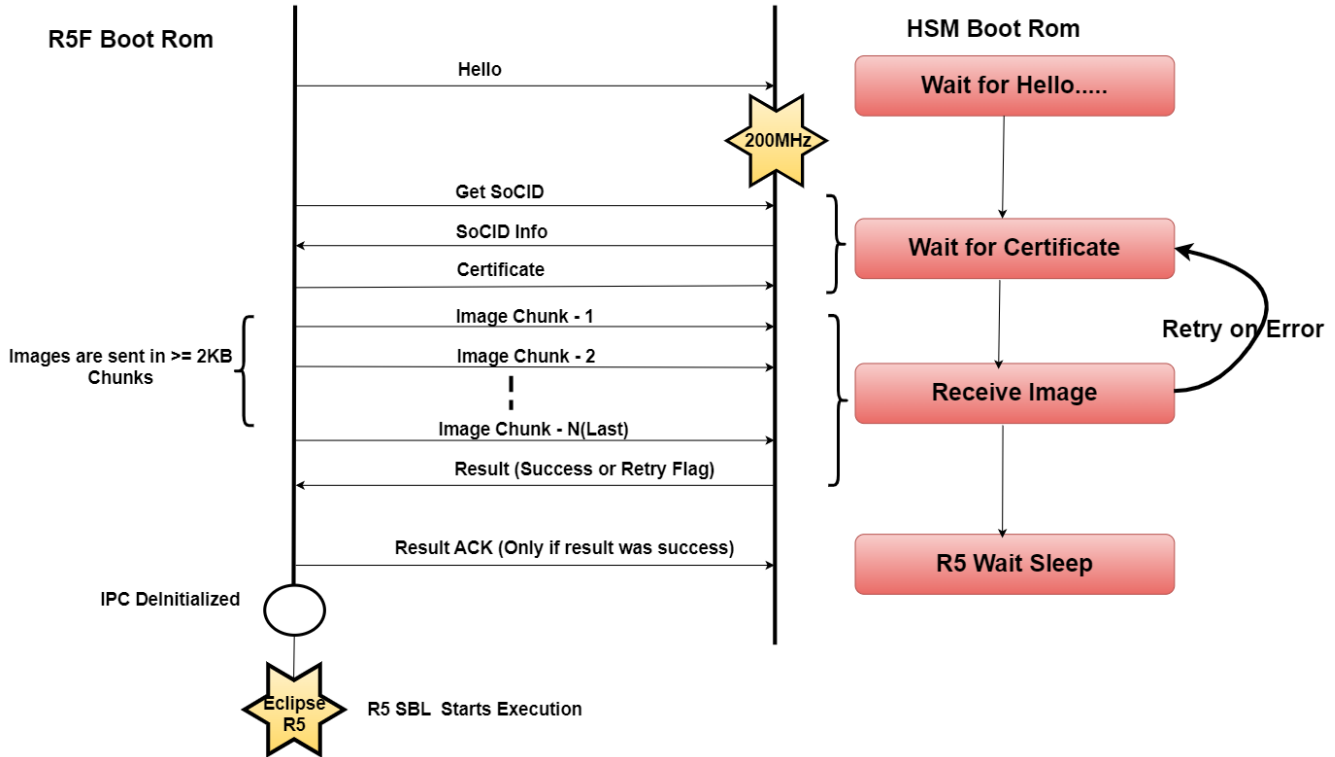 R5F Boot Rom
HSM Boot Rom
Hello
Wait for Hello.....
200MHz
Get SoCID
SoCID Info
Wait for Certificate
Certificate
Image Chunk - 1
Retry on Error
Images are sent in >= 2KB
Chunks
Image Chunk - 2
Receive Image
Image Chunk - N(Last)
Result (Success or Retry Flag)
Result ACK (Only if result was success)
R5 Wait Sleep
IPC DeInitialized
Eclipse
R5
R5 SBL Starts Execution